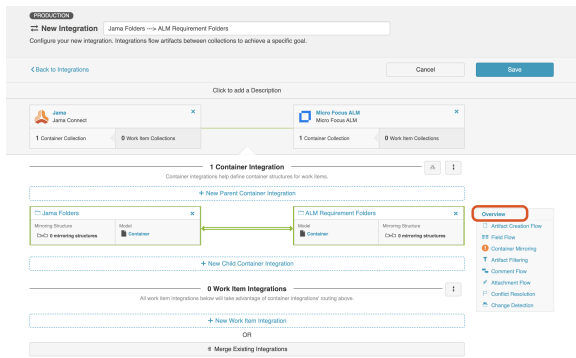 PRODUCTION
New Integration
Jama Folders —> ALM Requirement Folders
Configure your new integration. Integrations flow artifacts between collections to achieve a specific goal.
Back to Integrations
Cancel
Save
Click to add a Description
Jama
Jama Connect
1 Container Collection
0 Work Item Collections
Micro Focus ALM
Micro Focus ALM
1 Container Collection
0 Work Item Collections
1 Container Integration
Container integrations help define container structures for work items.
+ New Parent Container Integration
Jama Folders
Mirroring Structure
0 mirroring structures
Model
Container
ALM Requirement Folders
Model
Container
Mirroring Structure
0 mirroring structures
+ New Child Container Integration
0 Work Item Integrations
All work item integrations below will take advantage of container integrations' routing above.
+ New Work Item Integration
OR
Merge Existing Integrations
Overview
Artifact Creation Flow
Field Flow
Container Mirroring
Artifact Filtering
Comment Flow
Attachment Flow
Conflict Resolution
Change Detection